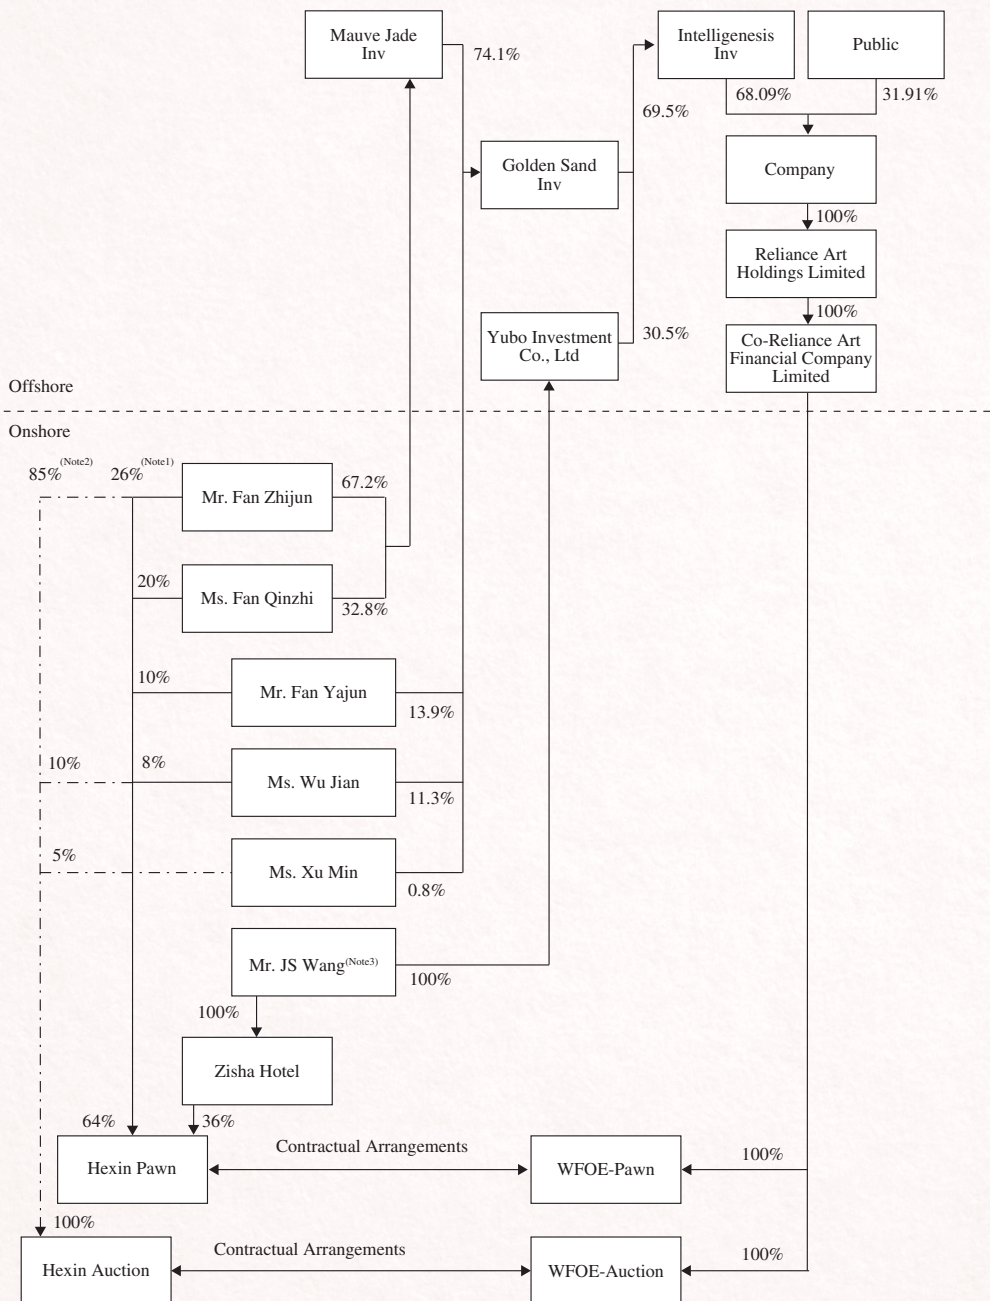 Mauve Jade
Inv
74.1%
Intelligenesis
Inv
Public
68.09%
31.91%
69.5%
Golden Sand
Inv
Company
100%
Reliance Art
Holdings Limited
100%
Yubo Investment
Co., Ltd
30.5%
Co-Reliance Art
Financial Company
Limited
Offshore
Onshore
85%(Note2)
26%(Note1)
Mr. Fan Zhijun
67.2%
20%
Ms. Fan Qinzhi
32.8%
10%
Mr. Fan Yajun
13.9%
10%
8%
Ms. Wu Jian
11.3%
5%
Ms. Xu Min
0.8%
Mr. JS Wang(Note3)
100%
100%
Zisha Hotel
64%
36%
Hexin Pawn
Contractual Arrangements
WFOE-Pawn
100%
100%
Hexin Auction
Contractual Arrangements
WFOE-Auction
100%